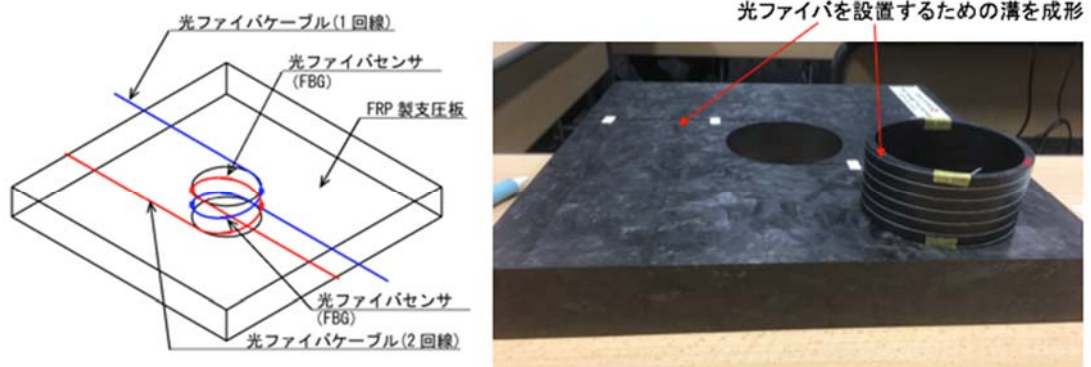 光ファイバケーブル(1回線)
光ファイバセンサ
(FBG)
FRP製支圧板
光ファイバセンサ
(FBG)
光ファイバケーブル(2回線)
光ファイバを設置するための溝を成形